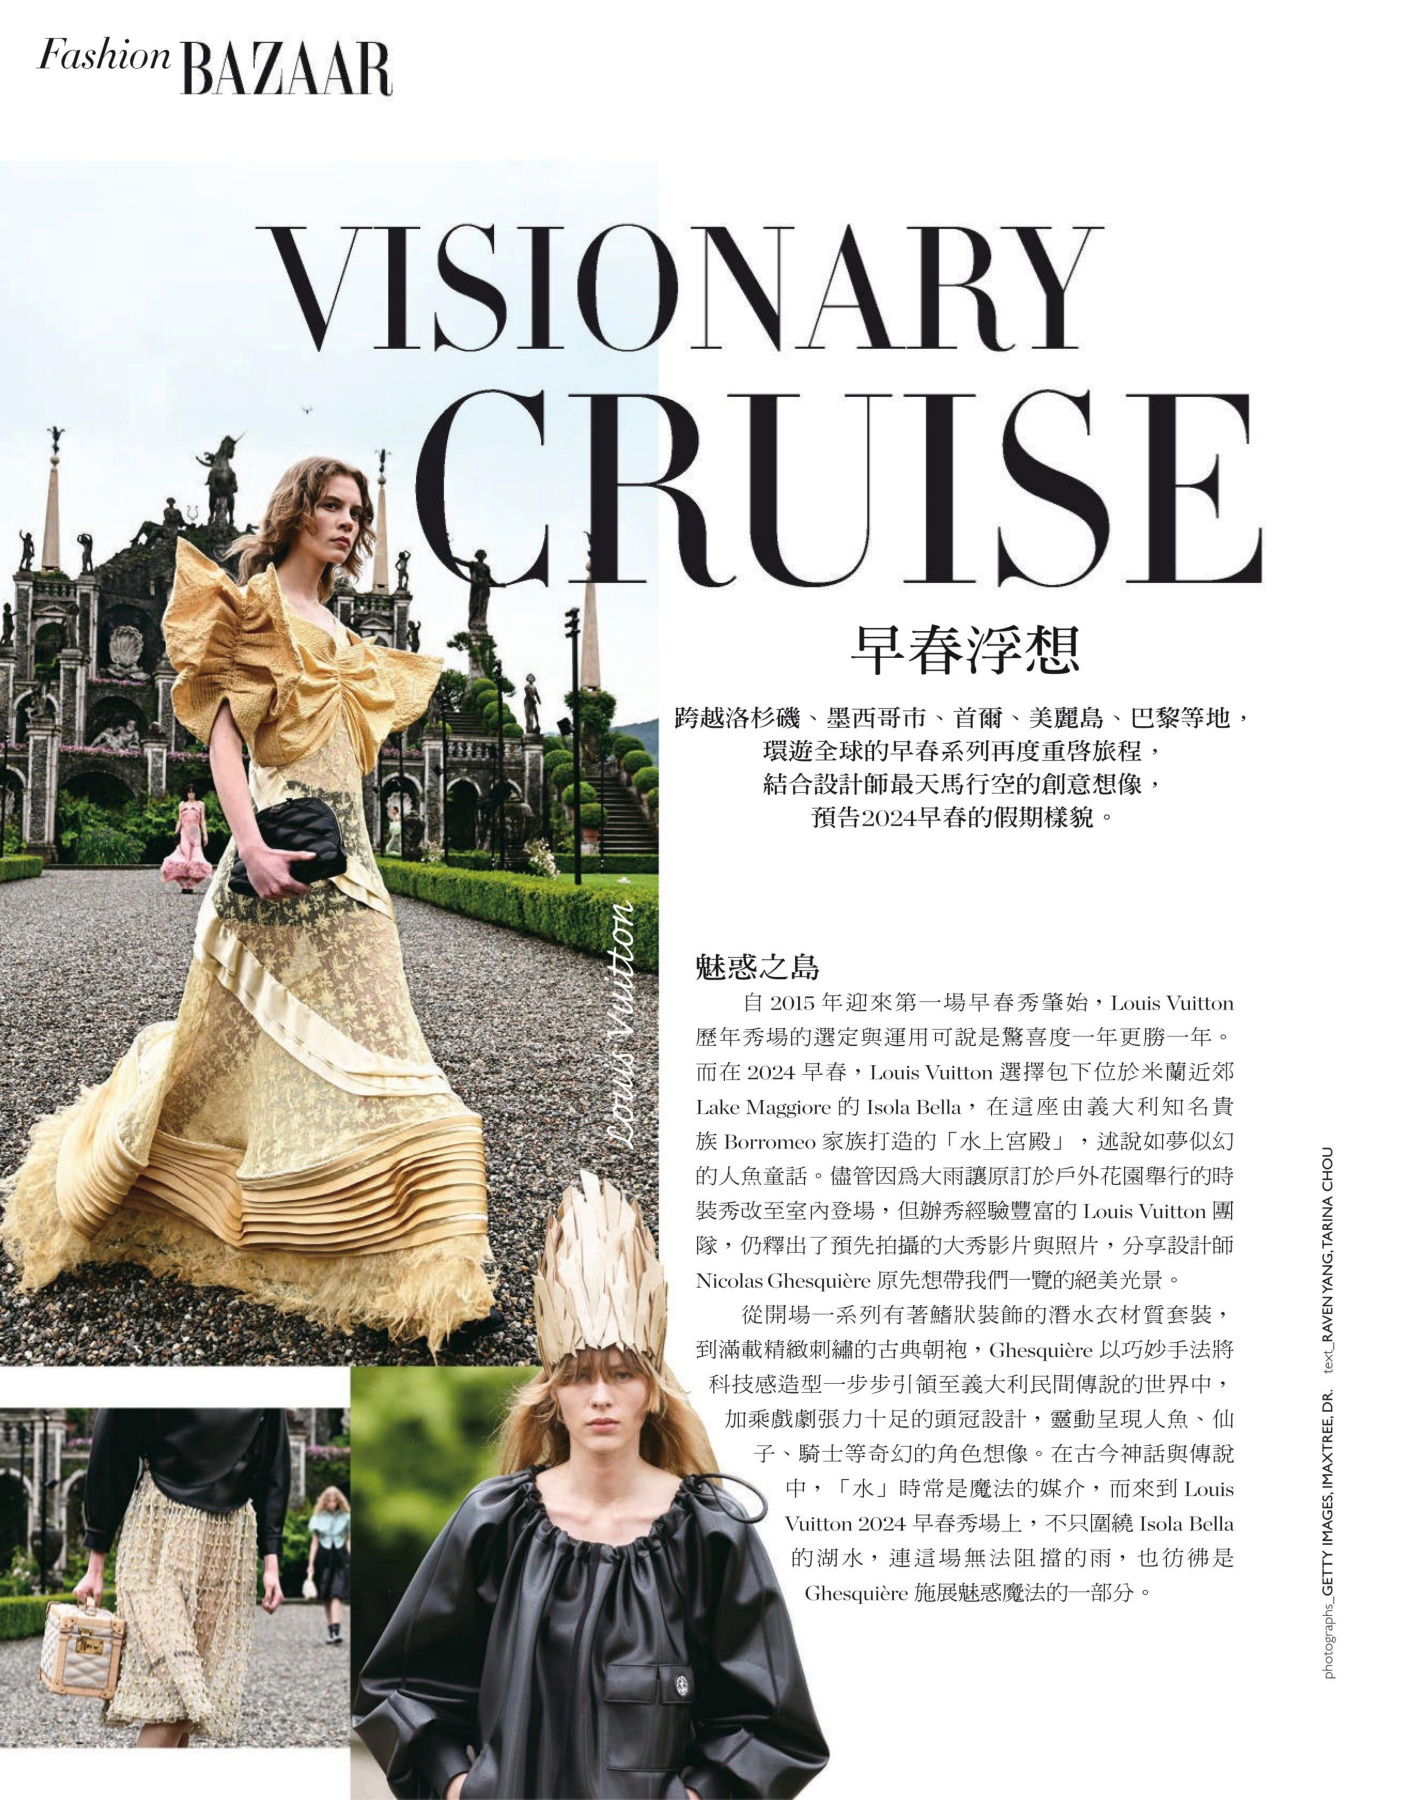 Fashion BAZAAR
VISIONARY
CRUISE
早春浮想
跨越洛杉磯、墨西哥市、首爾、美麗島、巴黎等地，
環遊全球的早春系列再度重啓旅程，
結合設計師最天馬行空的創意想像，
預告2024早春的假期樣貌。
Louis Vuitton
魅惑之島
自 2015 年迎來第一場早春秀肇始，Louis Vuitton
歷年秀場的選定與運用可說是驚喜度一年更勝一年。
而在 2024 早春，Louis Vuitton 選擇包下位於米蘭近郊
Lake Maggiore 的 Isola Bella，在這座由義大利知名貴
族 Borromeo 家族打造的「水上宮殿」，述說如夢似幻
的人魚童話。儘管因爲大雨讓原訂於戶外花園舉行的時
裝秀改至室內登場，但辦秀經驗豐富的 Louis Vuitton 團
隊，仍釋出了預先拍攝的大秀影片與照片，分享設計師
Nicolas Ghesquière 原先想帶我們一覽的絕美光景。
從開場一系列有著鰭狀裝飾的潛水衣材質套裝，
到滿載精緻刺繡的古典朝袍，Ghesquière 以巧妙手法將
科技感造型一步步引領至義大利民間傳說的世界中，
加乘戲劇張力十足的頭冠設計，靈動呈現人魚、仙
子、騎士等奇幻的角色想像。在古今神話與傳說
中，「水」時常是魔法的媒介，而來到 Louis
Vuitton 2024 早春秀場上，不只圍繞 Isola Bella
的湖水，連這場無法阻擋的雨，也彷彿是
Ghesquière 施展魅惑魔法的一部分。
photographs_GETTY IMAGES, IMAXTREE, DR. text_RAVEN YANG, TARINA CHOU